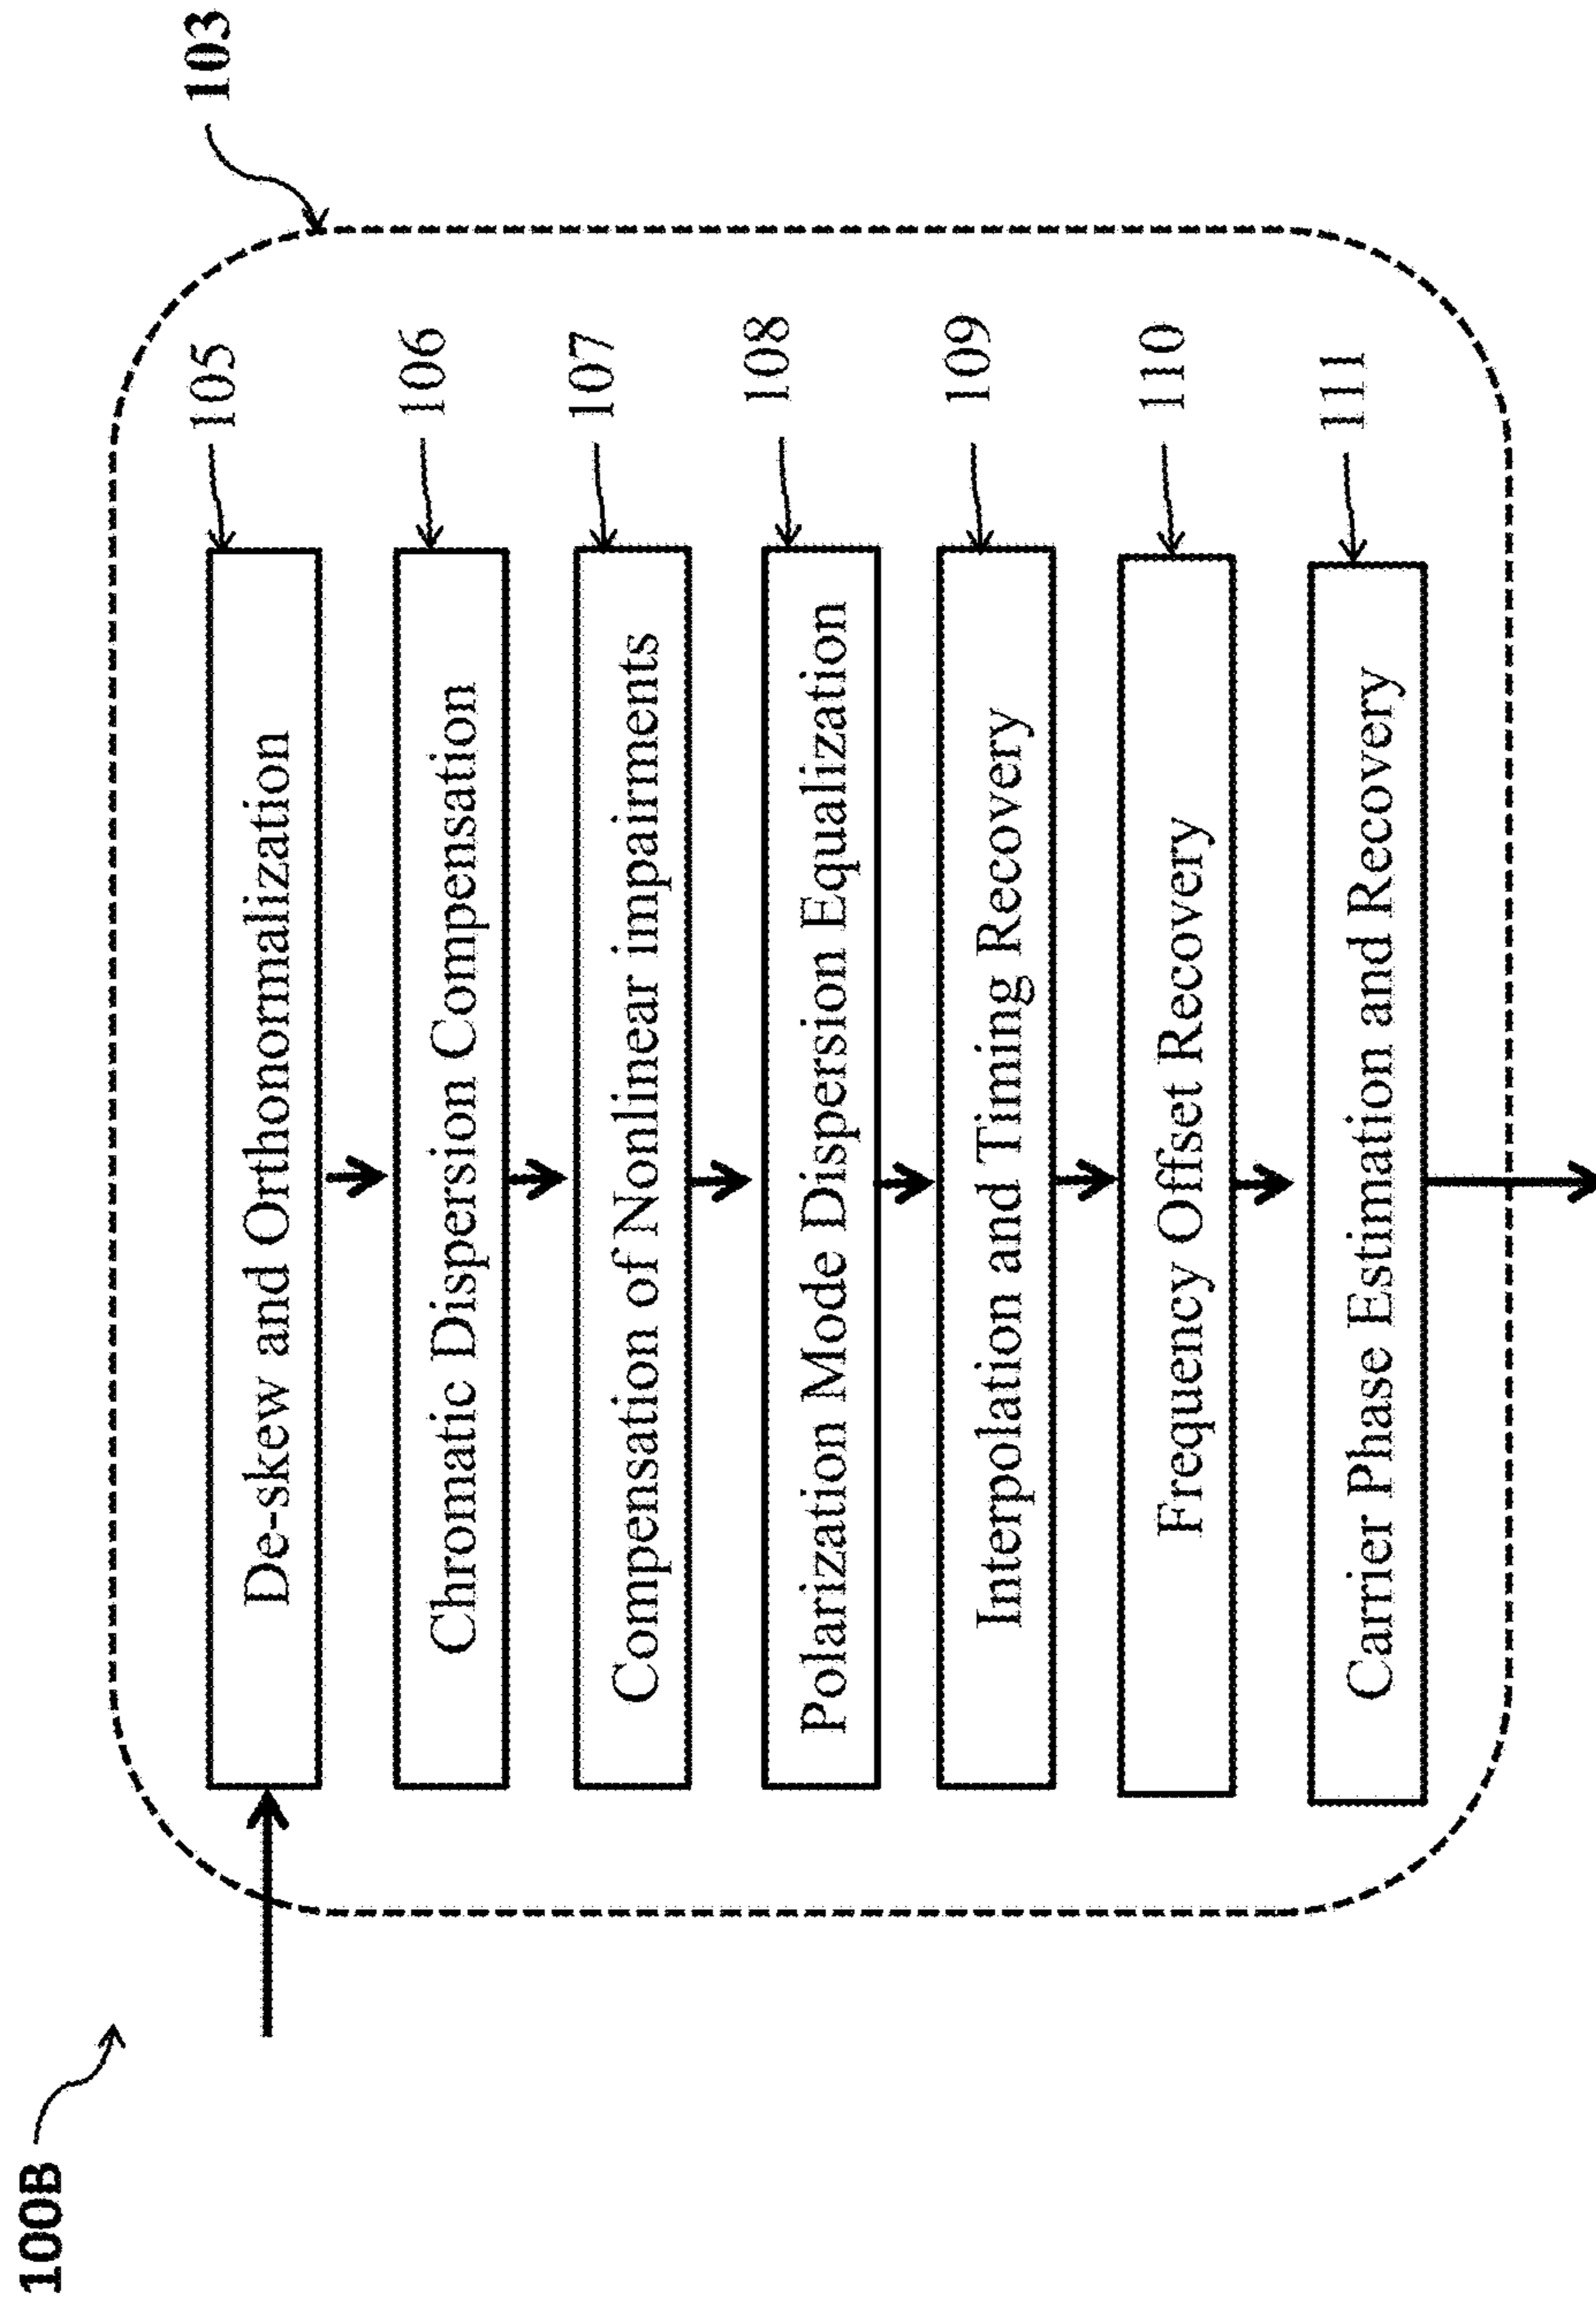 100B
103
De-skew and Orthonormalization
105
Chromatic Dispersion Compensation
106
Compensation of Nonlinear impairments
107
Polarization Mode Dispersion Equalization
108
Interpolation and Timing Recovery
109
Frequency Offset Recovery
110
Carrier Phase Estimation and Recovery
111